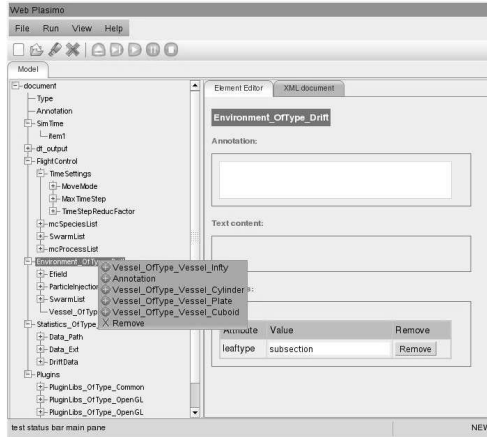 Web Plasimo
File Run View Help
Model
document
Type
Annotation
SimTime
item1
df_output
FlightControl
TimeSettings
MoveMode
MaxTimeStep
TimeStepReducFactor
mcSpeciesList
SwarmList
mcProcessList
Environment_OfType_Drift
Efield
ParticleInjection
SwarmList
Vessel_OfTyp
Statistics_OfType_
Data_Path
Data_Ext
DriftData
Plugins
PluginLibs_OfType_Common
PluginLibs_OfType_OpenGL
PluginLibs_OfType_OpenGL
Vessel_OfType_Vessel_Infty
Annotation
Vessel_OfType_Vessel_Cylinder
Vessel_OfType_Vessel_Plate
Vessel_OfType_Vessel_Cuboid
X Remove
Element Editor XML document
Environment_OfType_Drift
Annotation:
Text content:
Attribute Value Remove
leaftype subsection Remove
test status bar main pane NEW